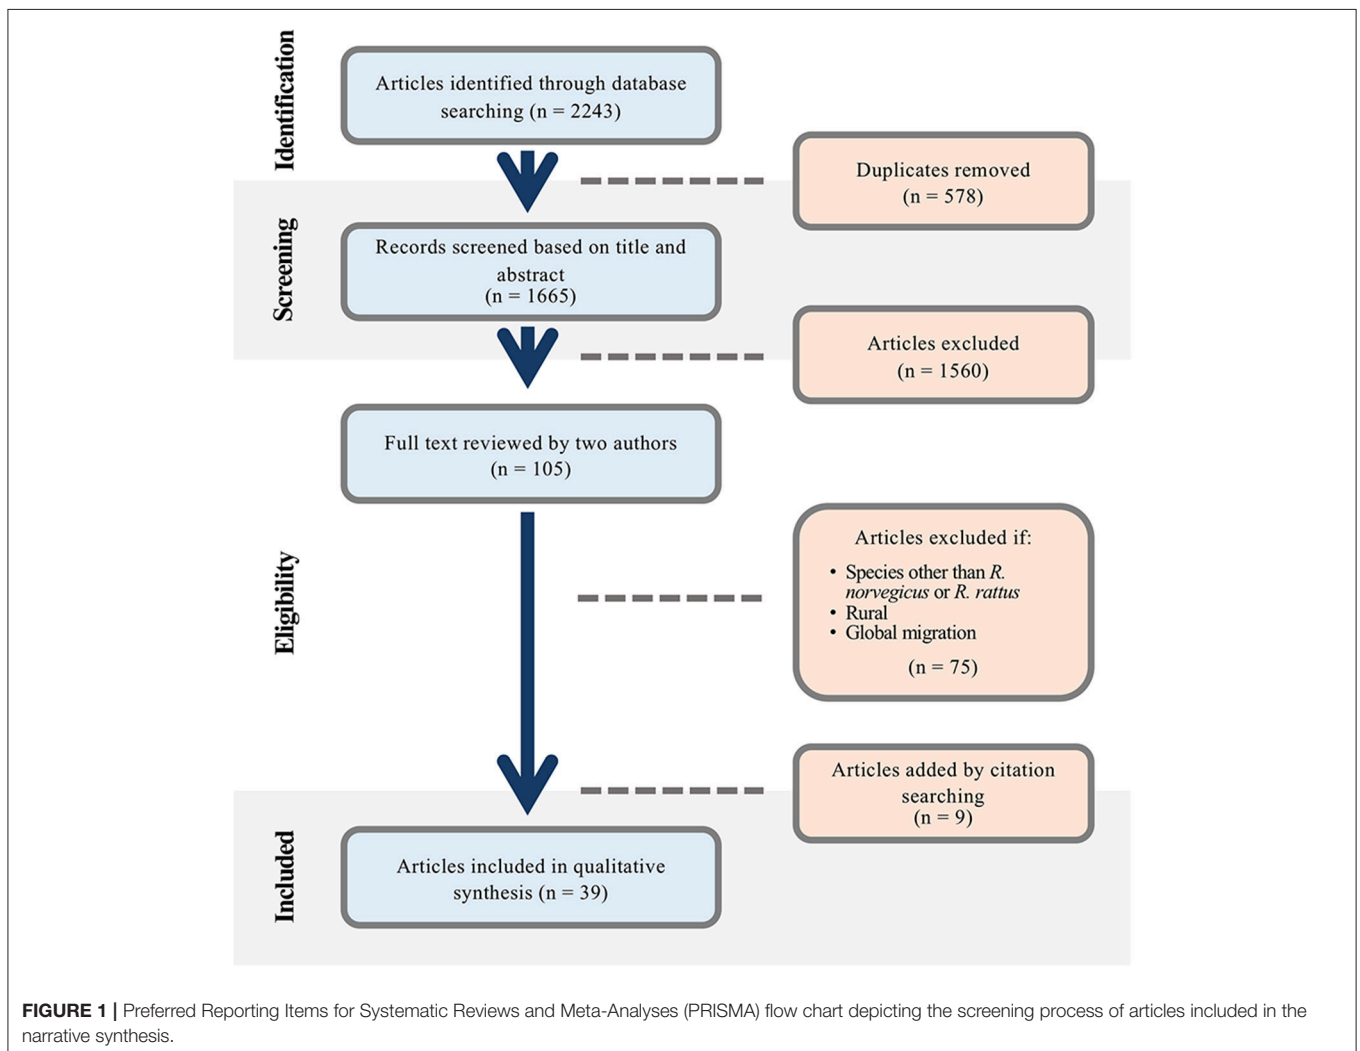 Identification
Articles identified through database
searching (n = 2243)
Duplicates removed
(n = 578)
Screening
Records screened based on title and
abstract
(n = 1665)
Articles excluded
(n = 1560)
Full text reviewed by two authors
(n = 105)
Eligibility
Articles excluded if:
• Species other than R.
norvegicus or R. rattus
• Rural
• Global migration
(n = 75)
Articles added by citation
searching
(n = 9)
Included
Articles included in qualitative
synthesis (n = 39)
FIGURE 1 | Preferred Reporting Items for Systematic Reviews and Meta-Analyses (PRISMA) flow chart depicting the screening process of articles included in the
narrative synthesis.